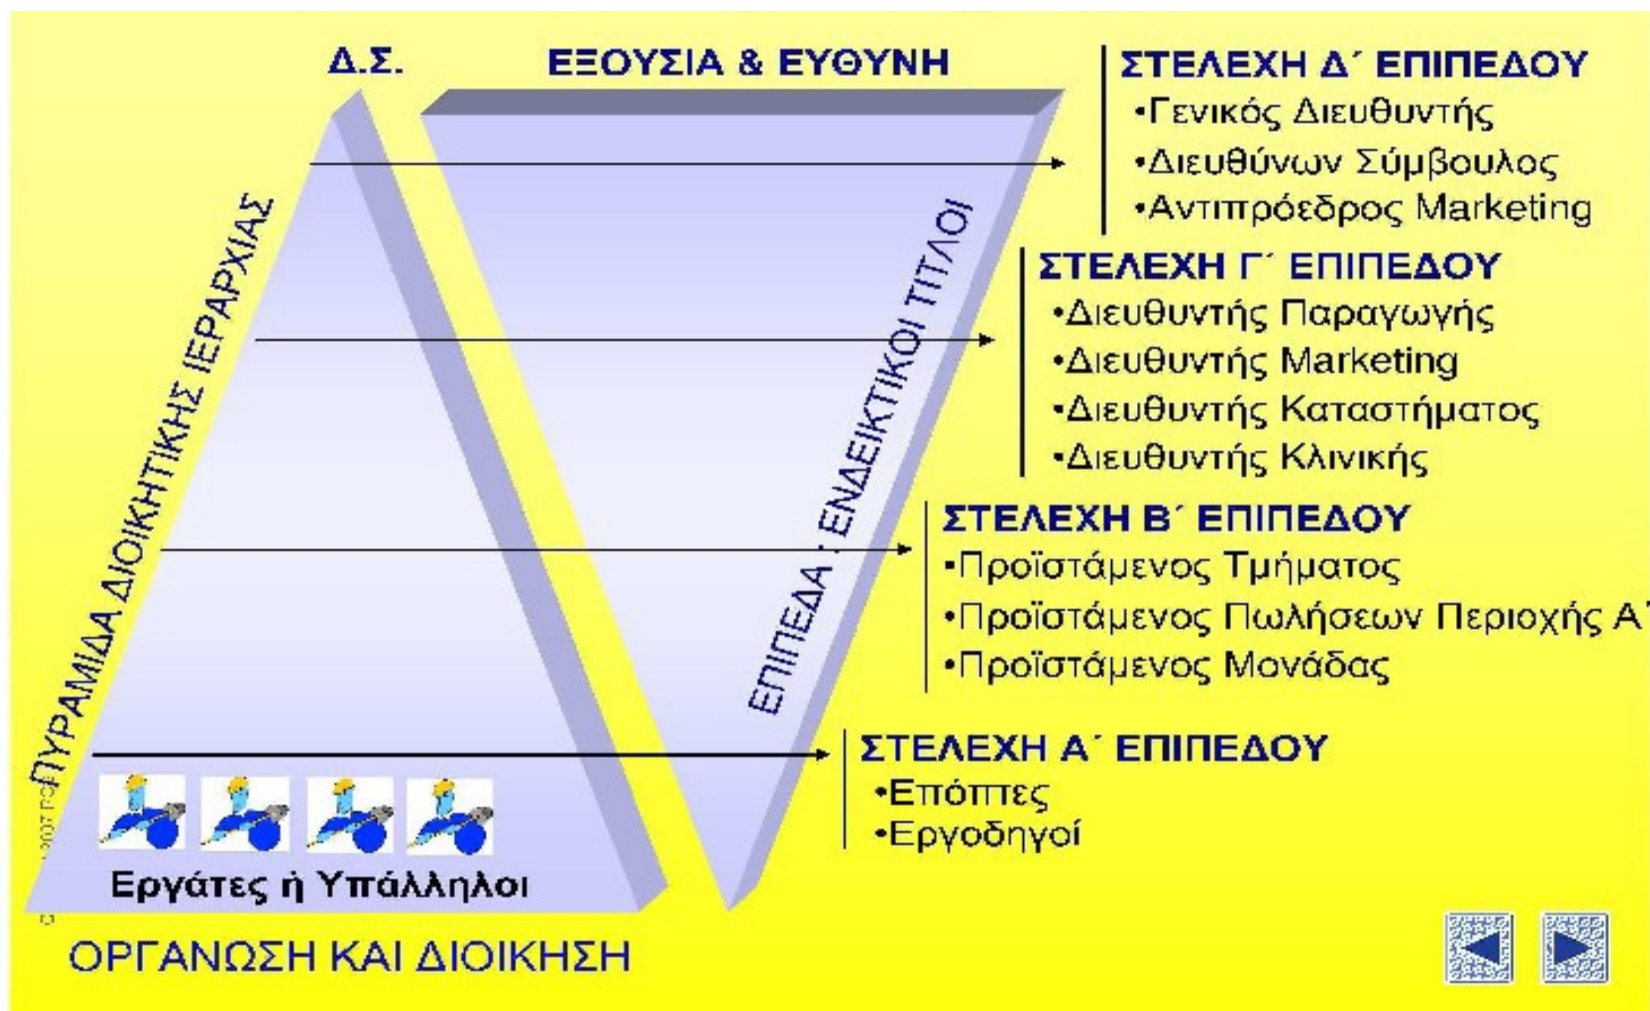 Δ.Σ.
ΕΞΟΥΣΙΑ & ΕΥΘΥΝΗ
ΣΤΕΛΕΧΗ Δ΄ ΕΠΙΠΕΔΟΥ
•Γενικός Διευθυντής
•Διευθύνων Σύμβουλος
•Αντιπρόεδρος Marketing
ΠΥΡΑΜΙΔΑ ΔΙΟΙΚΗΤΙΚΗΣ ΙΕΡΑΡΧΙΑΣ
ΕΠΙΠΕΔΑ : ΕΝΔΕΙΚΤΙΚΟΙ ΤΙΤΛΟΙ
ΣΤΕΛΕΧΗ Γ΄ ΕΠΙΠΕΔΟΥ
•Διευθυντής Παραγωγής
•Διευθυντής Marketing
•Διευθυντής Καταστήματος
•Διευθυντής Κλινικής
ΣΤΕΛΕΧΗ Β΄ ΕΠΙΠΕΔΟΥ
•Προϊστάμενος Τμήματος
•Προϊστάμενος Πωλήσεων Περιοχής Α΄
•Προϊστάμενος Μονάδας
ΣΤΕΛΕΧΗ Α΄ ΕΠΙΠΕΔΟΥ
•Επόπτες
•Εργοδηγοί
Εργάτες ή Υπάλληλοι
ΟΡΓΑΝΩΣΗ ΚΑΙ ΔΙΟΙΚΗΣΗ
2007